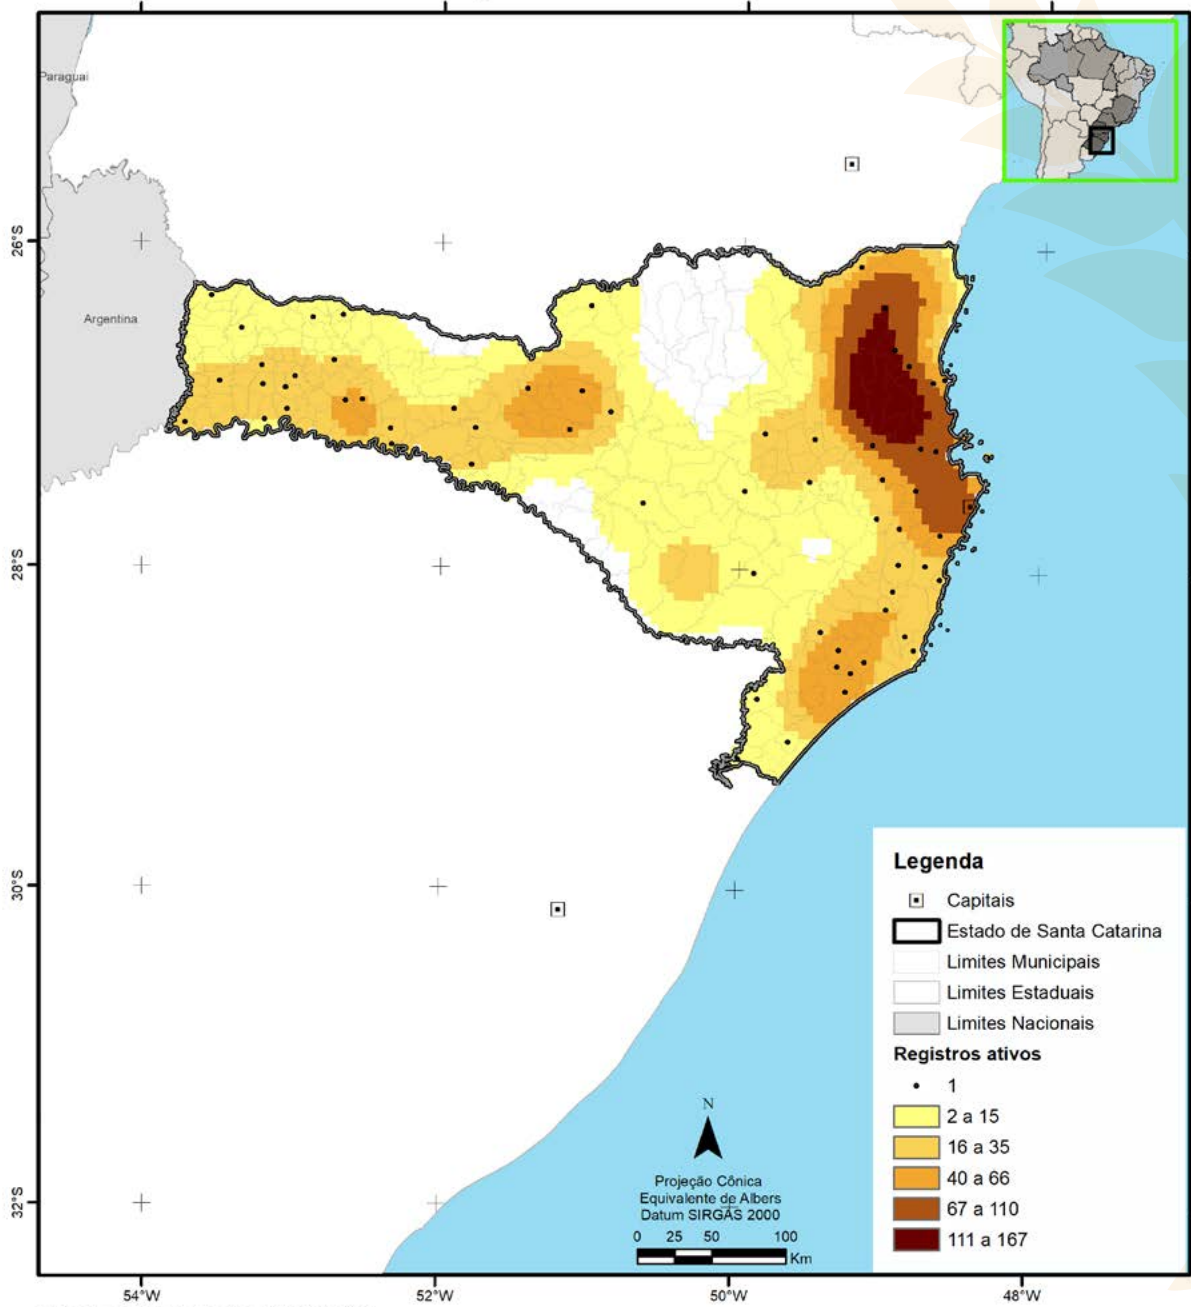 Paraguai
Argentina
26°S
28°S
30°S
32°S
54°W
52°W
50°W
48°W
N
Projeção Cônica
Equivalente de Albers
Datum SIRGAS 2000
0 25 50 100
Km
Legenda
Capitais
Estado de Santa Catarina
Limites Municipais
Limites Estaduais
Limites Nacionais
Registros ativos
1
2 a 15
16 a 35
40 a 66
67 a 110
111 a 167